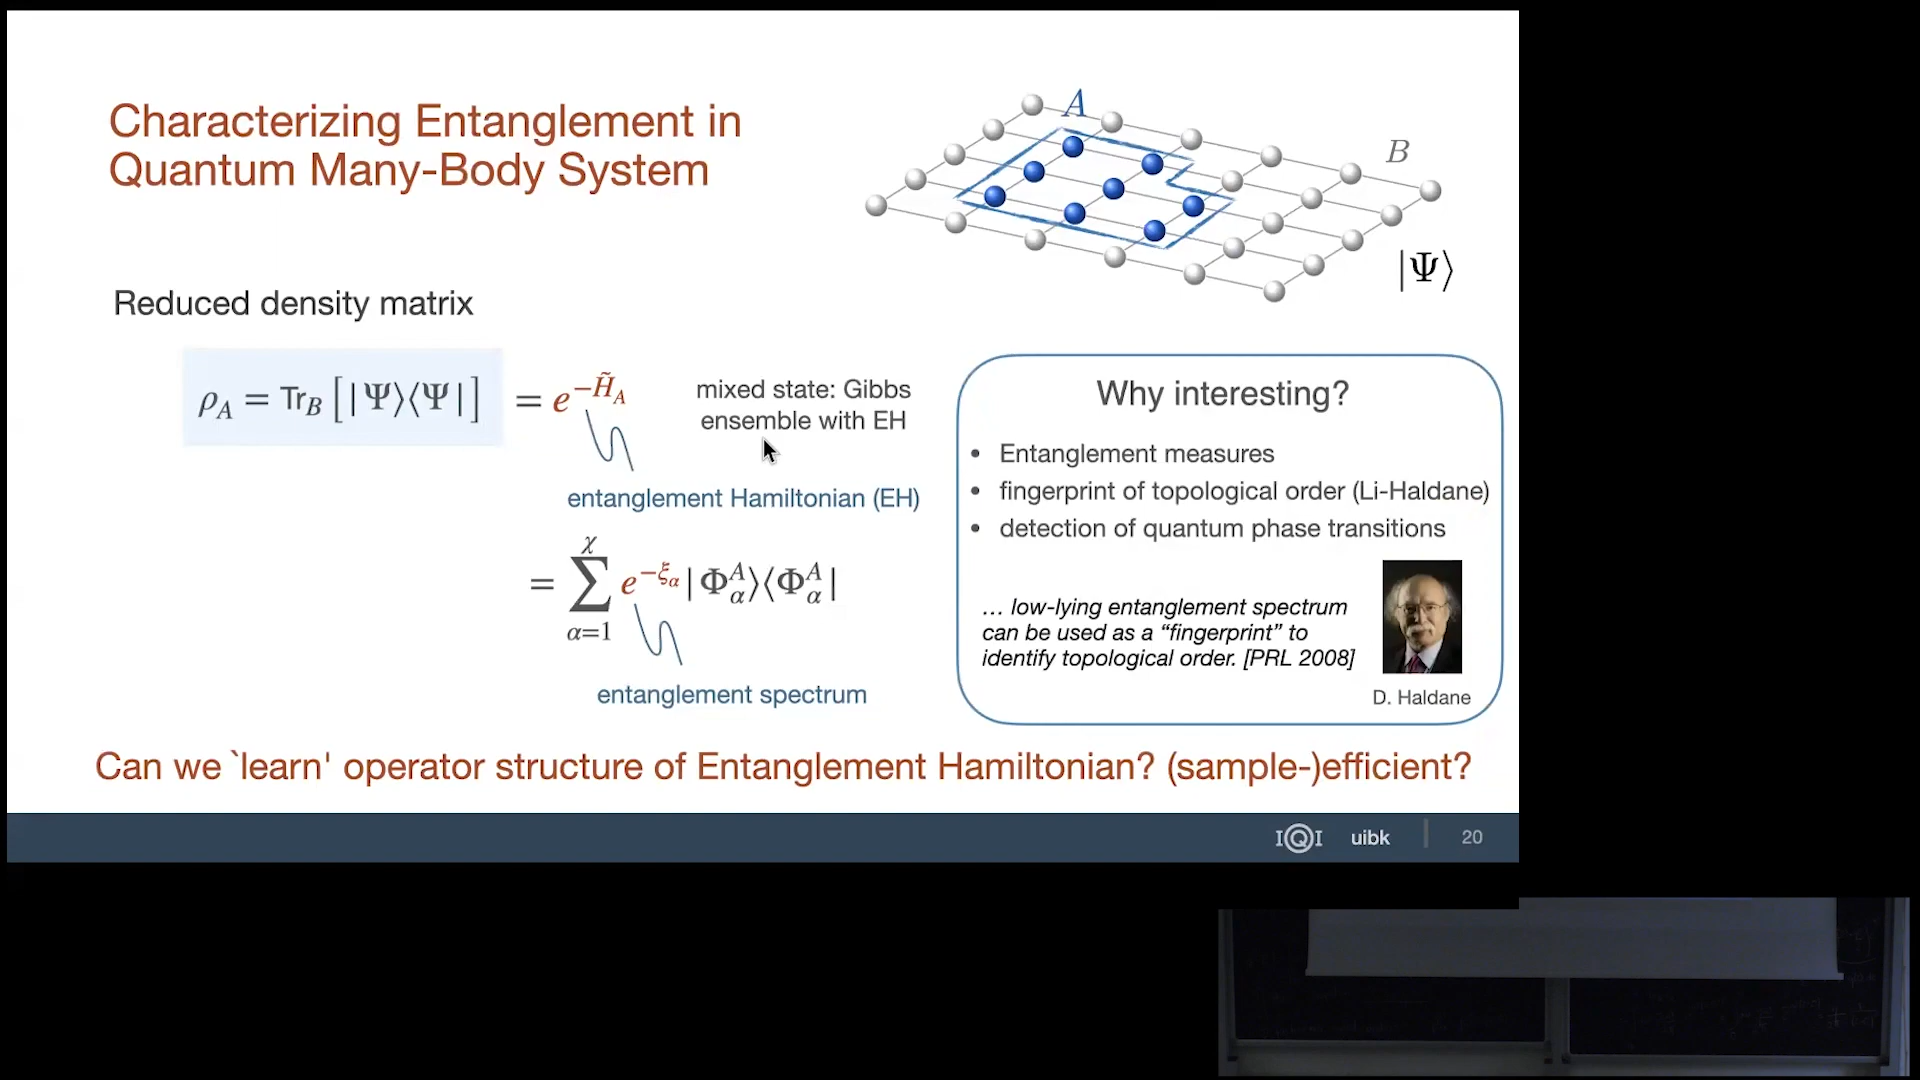 Characterizing Entanglement in
Quantum Many-Body System
A
B
|Ψ⟩
Reduced density matrix
ρ_A = Tr_B [|Ψ⟩⟨Ψ|] = e^{−H̃_A}
mixed state: Gibbs
ensemble with EH
entanglement Hamiltonian (EH)
= ∑_{α=1}^{χ} e^{−ξ_α} |Φ_α^A⟩⟨Φ_α^A|
entanglement spectrum
Why interesting?
• Entanglement measures
• fingerprint of topological order (Li-Haldane)
• detection of quantum phase transitions
... low-lying entanglement spectrum
can be used as a “fingerprint” to
identify topological order. [PRL 2008]
D. Haldane
Can we `learn' operator structure of Entanglement Hamiltonian? (sample-)efficient?
IQI uibk | 20